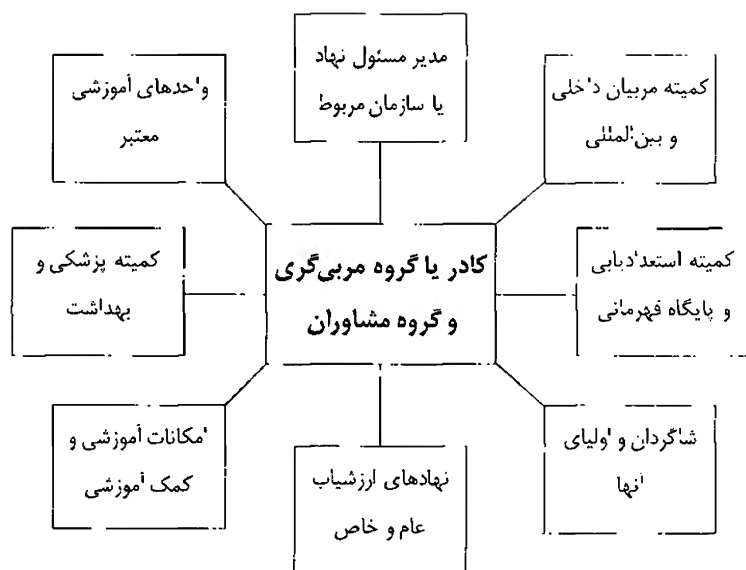 مدیر مسئول نهاد
یا سازمان مربوط
کمیته مربیان داخلی
و بین‌المللی
واحدهای آموزشی
معتبر
کمیته استعدادیابی
و پایگاه قهرمانی
کادر یا گروه مربی‌گری
و گروه مشاوران
کمیته پزشکی و
بهداشت
شاگردان و اولیای
آنها
نهادهای ارزشیاب
عام و خاص
امکانات آموزشی و
کمک آموزشی